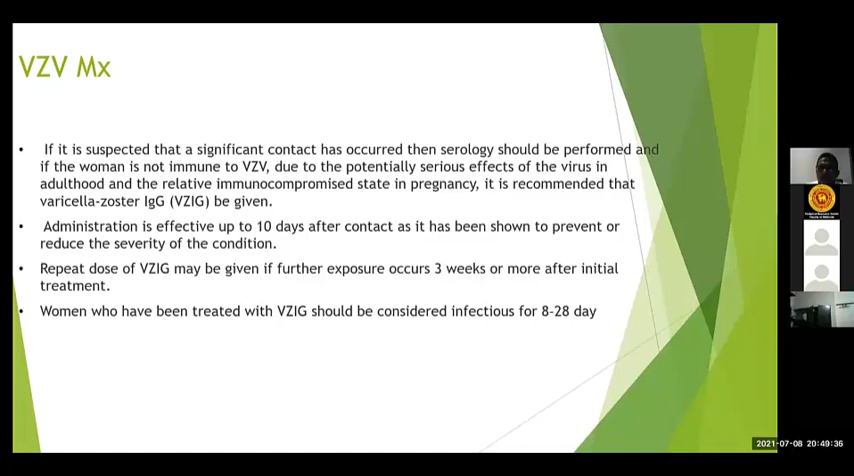 VZV Mx
• If it is suspected that a significant contact has occurred then serology should be performed and
if the woman is not immune to VZV, due to the potentially serious effects of the virus in
adulthood and the relative immunocompromised state in pregnancy, it is recommended that
varicella-zoster IgG (VZIG) be given.
• Administration is effective up to 10 days after contact as it has been shown to prevent or
reduce the severity of the condition.
• Repeat dose of VZIG may be given if further exposure occurs 3 weeks or more after initial
treatment.
• Women who have been treated with VZIG should be considered infectious for 8-28 day
2021-07-08 20:49:36